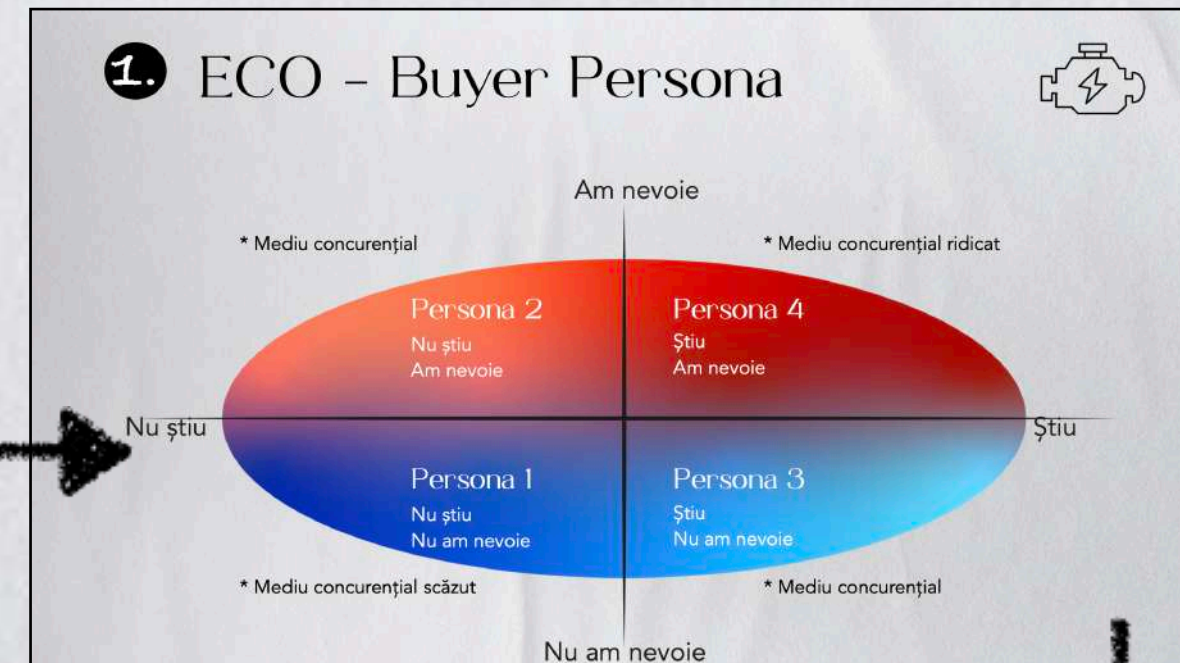 1. ECO - Buyer Persona
Am nevoie
* Mediu concurențial
* Mediu concurențial ridicat
Persona 2
Nu știu
Am nevoie
Persona 4
Știu
Am nevoie
Nu știu
Știu
Persona 1
Nu știu
Nu am nevoie
Persona 3
Știu
Nu am nevoie
* Mediu concurențial scăzut
* Mediu concurențial
Nu am nevoie